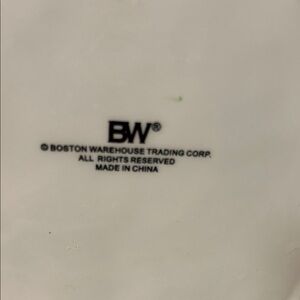 BW®
© BOSTON WAREHOUSE TRADING CORP.
ALL RIGHTS RESERVED
MADE IN CHINA